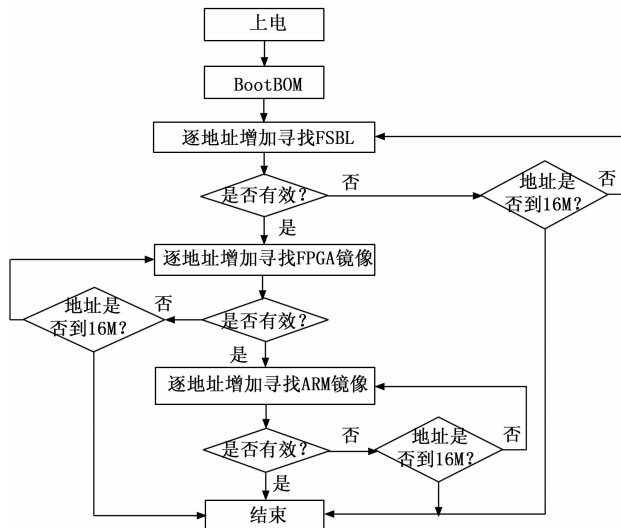 上电
BootBOM
逐地址增加寻找FSBL
是否有效?
否
地址是
否到16M?
否
是
逐地址增加寻找FPGA镜像
地址是
否到16M?
否
是否有效?
是
逐地址增加寻找ARM镜像
是否有效?
否
地址是
否到16M?
否
是
结束